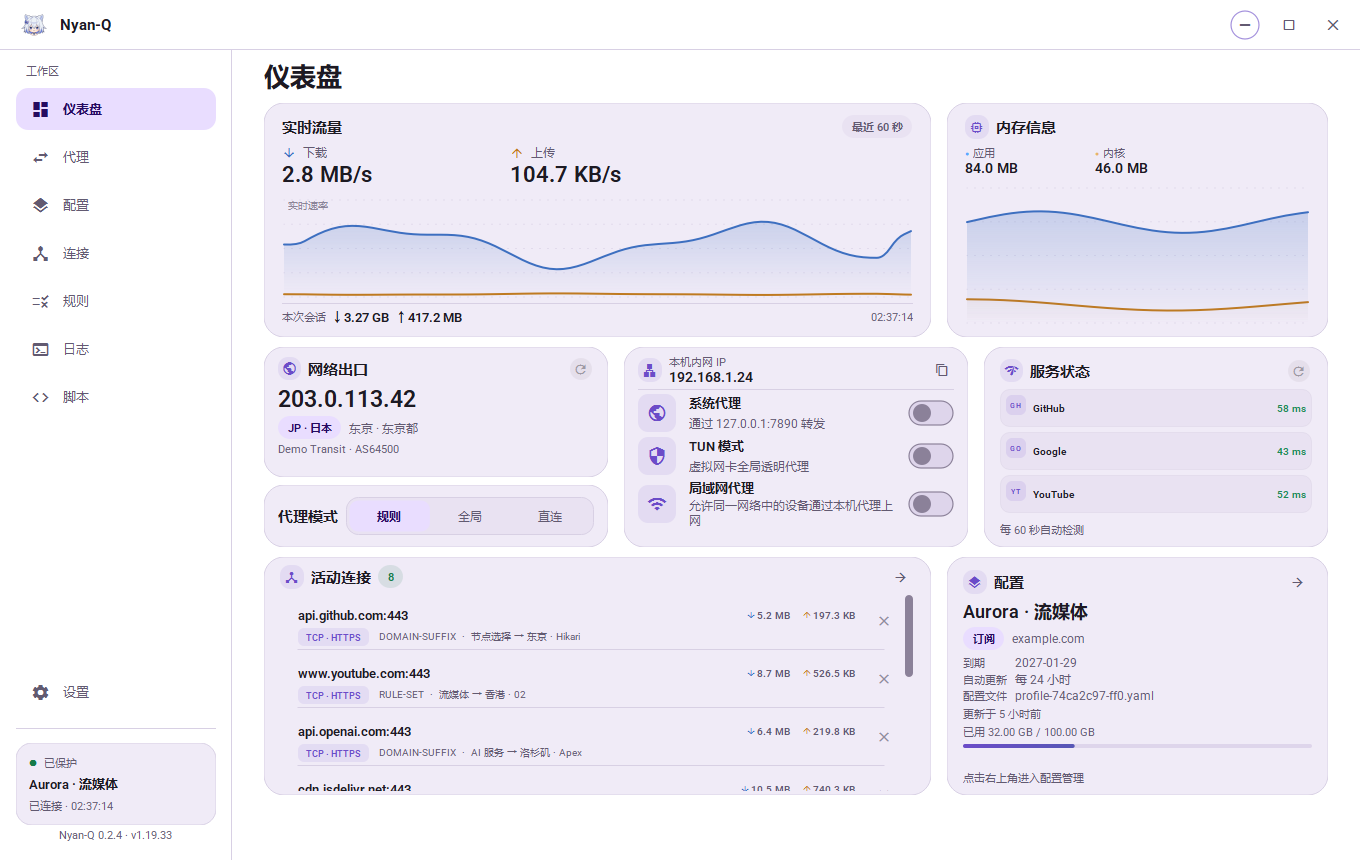 Nyan-Q
工作区
仪表盘
代理
配置
连接
规则
日志
脚本
设置
已保护
Aurora · 流媒体
已连接 · 02:37:14
Nyan-Q 0.2.4 · v1.19.33
仪表盘
实时流量
最近 60 秒
下载
上传
2.8 MB/s
104.7 KB/s
实时速率
本次会话 ↓ 3.27 GB ↑ 417.2 MB
02:37:14
内存信息
应用
内核
84.0 MB
46.0 MB
网络出口
203.0.113.42
JP · 日本 东京 · 东京都
Demo Transit · AS64500
代理模式
规则
全局
直连
本机内网 IP
192.168.1.24
系统代理
通过 127.0.0.1:7890 转发
TUN 模式
虚拟网卡全局透明代理
局域网代理
允许同一网络中的设备通过本机代理上
网
服务状态
GH GitHub 58 ms
GO Google 43 ms
YT YouTube 52 ms
每 60 秒自动检测
活动连接 8
api.github.com:443 ↓ 5.2 MB ↑ 197.3 KB
TCP · HTTPS DOMAIN-SUFFIX · 节点选择 → 东京 · Hikari
www.youtube.com:443 ↓ 8.7 MB ↑ 526.5 KB
TCP · HTTPS RULE-SET · 流媒体 → 香港 · 02
api.openai.com:443 ↓ 6.4 MB ↑ 219.8 KB
TCP · HTTPS DOMAIN-SUFFIX · AI 服务 → 洛杉矶 · Apex
cdn.jsdelivr.net:443 ↓ 10.5 MB ↑ 740.3 KB
配置
Aurora · 流媒体
订阅 example.com
到期 2027-01-29
自动更新 每 24 小时
配置文件 profile-74ca2c97-ff0.yaml
更新于 5 小时前
已用 32.00 GB / 100.00 GB
点击右上角进入配置管理